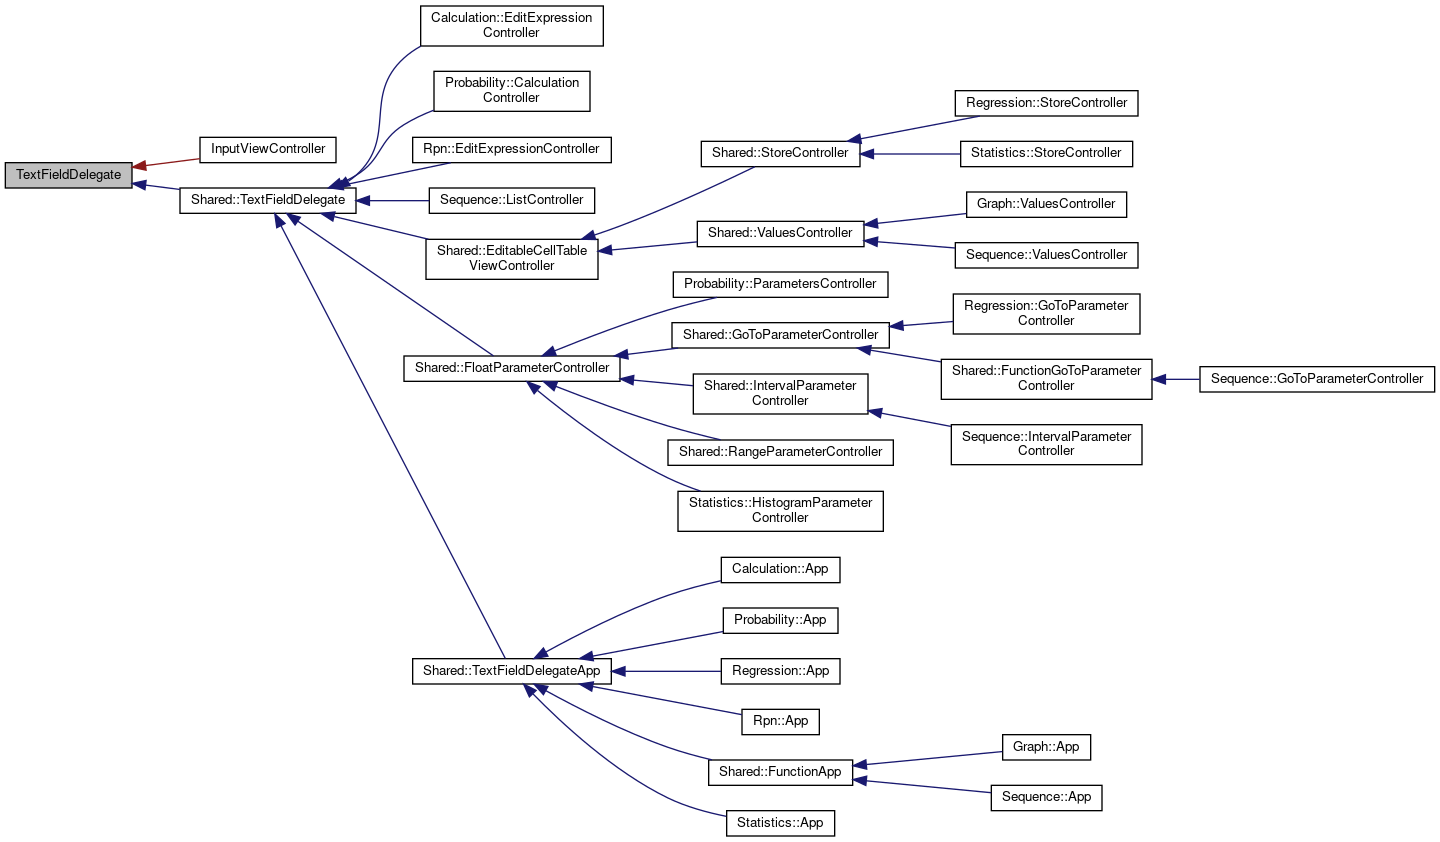 Calculation::EditExpression
Controller
Probability::Calculation
Controller
Regression::StoreController
InputViewController
Rpn::EditExpressionController
Shared::StoreController
Statistics::StoreController
TextFieldDelegate
Shared::TextFieldDelegate
Sequence::ListController
Graph::ValuesController
Shared::ValuesController
Shared::EditableCellTable
ViewController
Sequence::ValuesController
Probability::ParametersController
Regression::GoToParameter
Controller
Shared::GoToParameterController
Shared::FloatParameterController
Shared::FunctionGoToParameter
Controller
Sequence::GoToParameterController
Shared::IntervalParameter
Controller
Sequence::IntervalParameter
Controller
Shared::RangeParameterController
Statistics::HistogramParameter
Controller
Calculation::App
Probability::App
Shared::TextFieldDelegateApp
Regression::App
Rpn::App
Graph::App
Shared::FunctionApp
Sequence::App
Statistics::App